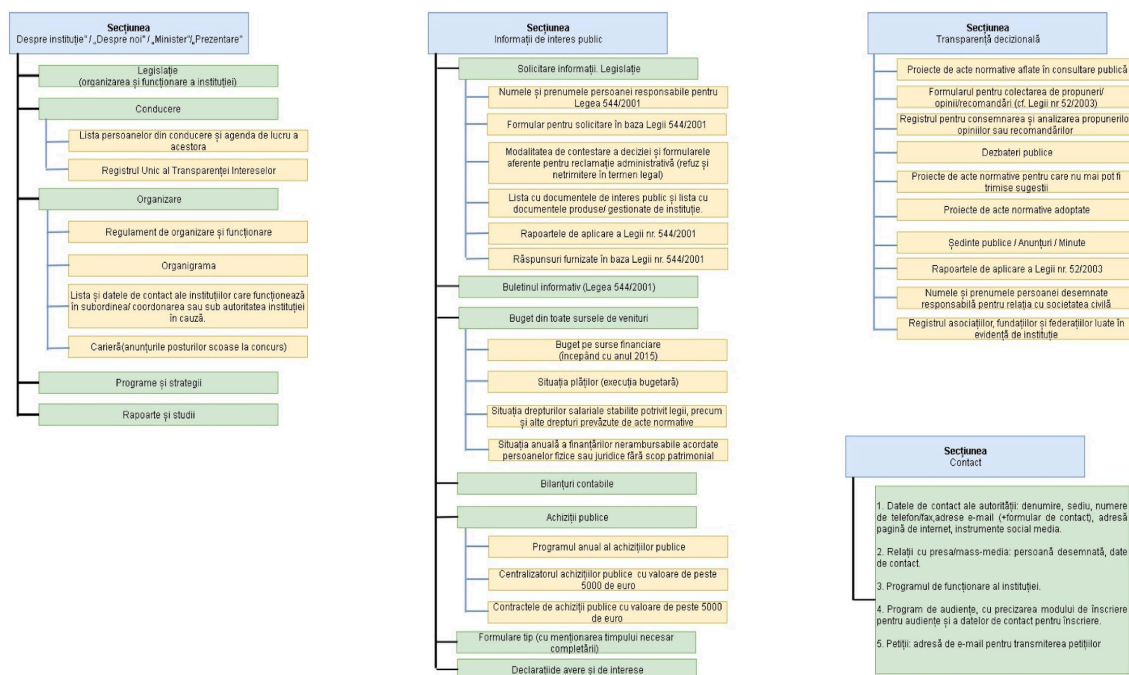 Secțiunea
Despre instituție"/ „Despre noi"/ „Minister"/„Prezentare"
Legislație
(organizarea și funcționare a instituției)
Conducere
Lista persoanelor din conducere și agenda de lucru a
acestora
Registrul Unic al Transparenței Intereselor
Organizare
Regulament de organizare și funcționare
Organigrama
Lista și datele de contact ale instituțiilor care funcționează
în subordinea/ coordonarea sau sub autoritatea instituției
în cauză.
Carieră(anunțurile posturilor scoase la concurs)
Programe și strategii
Rapoarte și studii
Secțiunea
Informații de interes public
Solicitare informații. Legislație
Numele și prenumele persoanei responsabile pentru
Legea 544/2001
Formular pentru solicitare în baza Legii 544/2001
Modalitatea de contestare a deciziei și formularele
aferente pentru reclamație administrativă (refuz și
netrimitere în termen legal)
Lista cu documentele de interes public și lista cu
documentele produse/ gestionate de instituție.
Rapoartele de aplicare a Legii nr. 544/2001
Răspunsuri furnizate în baza Legii nr. 544/2001
Buletinul informativ (Legea 544/2001)
Buget din toate sursele de venituri
Buget pe surse financiare
(începând cu anul 2015)
Situația plăților (execuția bugetară)
Situația drepturilor salariale stabilite potrivit legii, precum
și alte drepturi prevăzute de acte normative
Situația anuală a finanțărilor nerambursabile acordate
persoanelor fizice sau juridice fără scop patrimonial
Bilanțuri contabile
Achiziții publice
Programul anual al achizițiilor publice
Centralizatorul achizițiilor publice cu valoare de peste
5000 de euro
Contractele de achiziții publice cu valoare de peste 5000
de euro
Formulare tip (cu menționarea timpului necesar
completării)
Declarațiide avere și de interese
Secțiunea
Transparență decizională
Proiecte de acte normative aflate în consultare publică
Formularul pentru colectarea de propuneri/
opinii/recomandări (cf. Legii nr 52/2003)
Registrul pentru consemnarea și analizarea propunerilo
opiniilor sau recomandărilor
Dezbateri publice
Proiecte de acte normative pentru care nu mai pot fi
trimise sugestii
Proiecte de acte normative adoptate
Ședinte publice / Anunțuri / Minute
Rapoartele de aplicare a Legii nr. 52/2003
Numele și prenumele persoanei desemnate
responsabilă pentru relația cu societatea civilă
Registrul asociațiilor, fundațiilor și federațiilor luate în
evidență de instituție
Secțiunea
Contact
1. Datele de contact ale autorității: denumire, sediu, numere
de telefon/fax,adrese e-mail (+formular de contact), adresă
pagină de internet, instrumente social media.
2. Relații cu presa/mass-media: persoană desemnată, date
de contact.
3. Programul de funcționare al instituției.
4. Program de audiențe, cu precizarea modului de înscriere
pentru audiențe și a datelor de contact pentru înscriere.
5. Petiții: adresă de e-mail pentru transmiterea petițiilor